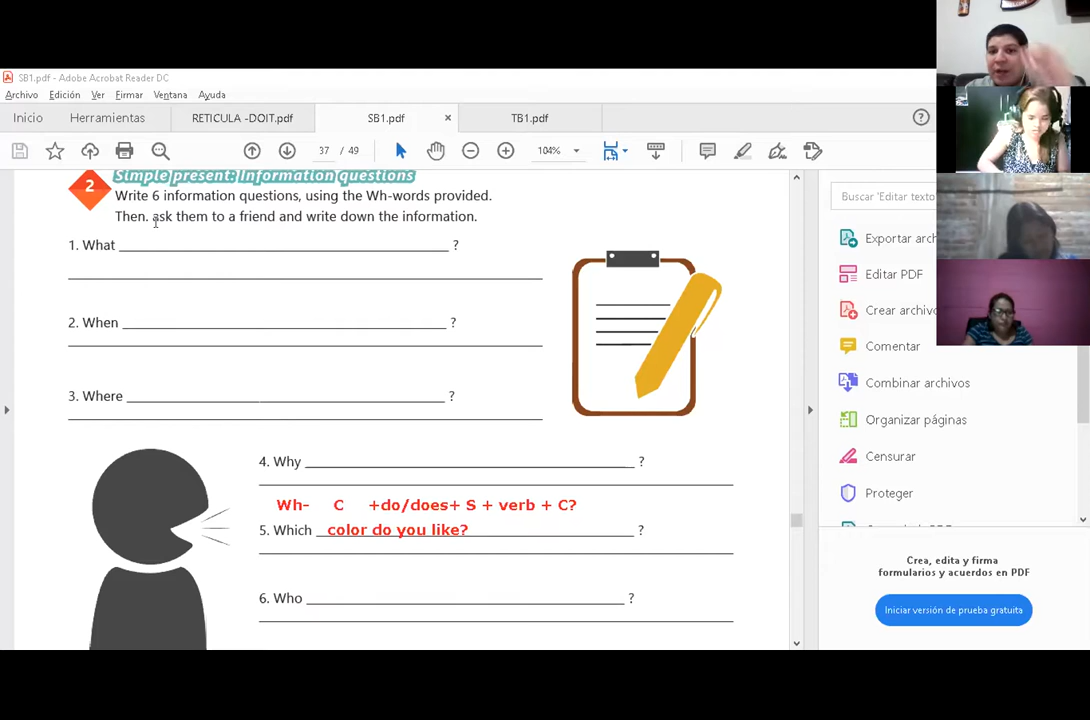 SB1.pdf - Adobe Acrobat Reader DC
Archivo Edición Ver Firmar Ventana Ayuda
Inicio Herramientas RETICULA -DOIT.pdf SB1.pdf × TB1.pdf ?
37 / 49 104%
2 Simple present: Information questions
Write 6 information questions, using the Wh-words provided.
Then. ask them to a friend and write down the information.
1. What ?
2. When ?
3. Where ?
4. Why ?
Wh- C +do/does+ S + verb + C?
5. Which color do you like? ?
6. Who ?
Buscar 'Editar texto
Exportar arch
Editar PDF
Crear archivo
Comentar
Combinar archivos
Organizar páginas
Censurar
Proteger
Crea, edita y firma
formularios y acuerdos en PDF
Iniciar versión de prueba gratuita